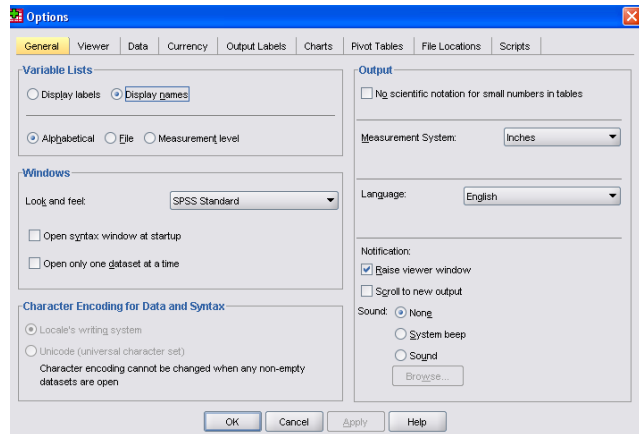 Options
General Viewer Data Currency Output Labels Charts Pivot Tables File Locations Scripts
Variable Lists
Display labels Display names
Alphabetical File Measurement level
Windows
Look and feel: SPSS Standard
Open syntax window at startup
Open only one dataset at a time
Character Encoding for Data and Syntax
Locale's writing system
Unicode (universal character set)
Character encoding cannot be changed when any non-empty
datasets are open
Output
No scientific notation for small numbers in tables
Measurement System: Inches
Language: English
Notification:
Raise viewer window
Scroll to new output
Sound: None
System beep
Sound
Browse...
OK Cancel Apply Help